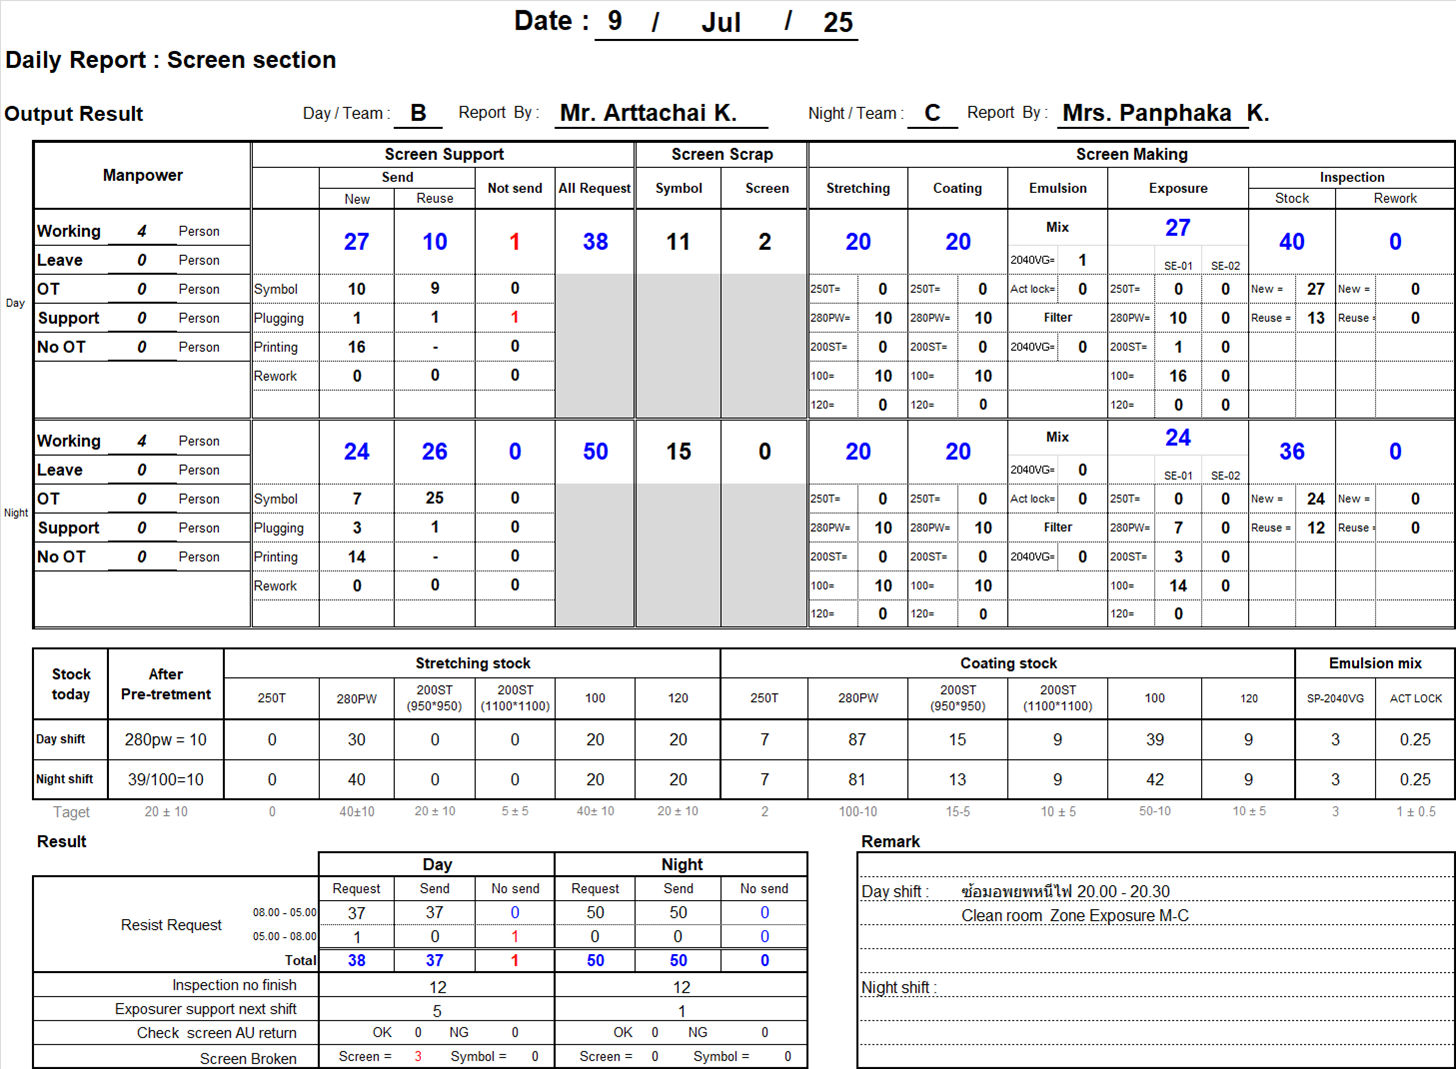 Date : 9 / Jul / 25
Daily Report : Screen section
Output Result Day / Team : B Report By : Mr. Arttachai K. Night / Team : C Report By : Mrs. Panphaka K.
Manpower Screen Support Screen Scrap Screen Making
Send Not send All Request Symbol Screen Stretching Coating Emulsion Exposure Inspection
New Reuse Stock Rework
Day
Working 4 Person 27 10 1 38 11 2 20 20 Mix 27 40 0
Leave 0 Person 2040VG= 1 SE-01 SE-02
OT 0 Person Symbol 10 9 0 250T= 0 250T= 0 Act lock= 0 250T= 0 0 New = 27 New = 0
Support 0 Person Plugging 1 1 1 280PW= 10 280PW= 10 Filter 280PW= 10 0 Reuse = 13 Reuse = 0
No OT 0 Person Printing 16 - 0 200ST= 0 200ST= 0 2040VG= 0 200ST= 1 0
Rework 0 0 0 100= 10 100= 10 100= 16 0
120= 0 120= 0 120= 0 0
Night
Working 4 Person 24 26 0 50 15 0 20 20 Mix 24 36 0
Leave 0 Person 2040VG= 0 SE-01 SE-02
OT 0 Person Symbol 7 25 0 250T= 0 250T= 0 Act lock= 0 250T= 0 0 New = 24 New = 0
Support 0 Person Plugging 3 1 0 280PW= 10 280PW= 10 Filter 280PW= 7 0 Reuse = 12 Reuse = 0
No OT 0 Person Printing 14 - 0 200ST= 0 200ST= 0 2040VG= 0 200ST= 3 0
Rework 0 0 0 100= 10 100= 10 100= 14 0
120= 0 120= 0 120= 0
Stock today After Pre-tretment Stretching stock Coating stock Emulsion mix
250T 280PW 200ST (950*950) 200ST (1100*1100) 100 120 250T 280PW 200ST (950*950) 200ST (1100*1100) 100 120 SP-2040VG ACT LOCK
Day shift 280pw = 10 0 30 0 0 20 20 7 87 15 9 39 9 3 0.25
Night shift 39/100=10 0 40 0 0 20 20 7 81 13 9 42 9 3 0.25
Taget 20 ± 10 0 40±10 20 ± 10 5 ± 5 40± 10 20 ± 10 2 100-10 15-5 10 ± 5 50-10 10 ± 5 3 1 ± 0.5
Result
Day Night
Request Send No send Request Send No send
Resist Request 08.00 - 05.00 37 37 0 50 50 0
05.00 - 08.00 1 0 1 0 0 0
Total 38 37 1 50 50 0
Inspection no finish 12 12
Exposurer support next shift 5 1
Check screen AU return OK 0 NG 0 OK 0 NG 0
Screen Broken Screen = 3 Symbol = 0 Screen = 0 Symbol = 0
Remark
Day shift : ซ้อมอพยพหนีไฟ 20.00 - 20.30
Clean room Zone Exposure M-C
Night shift :